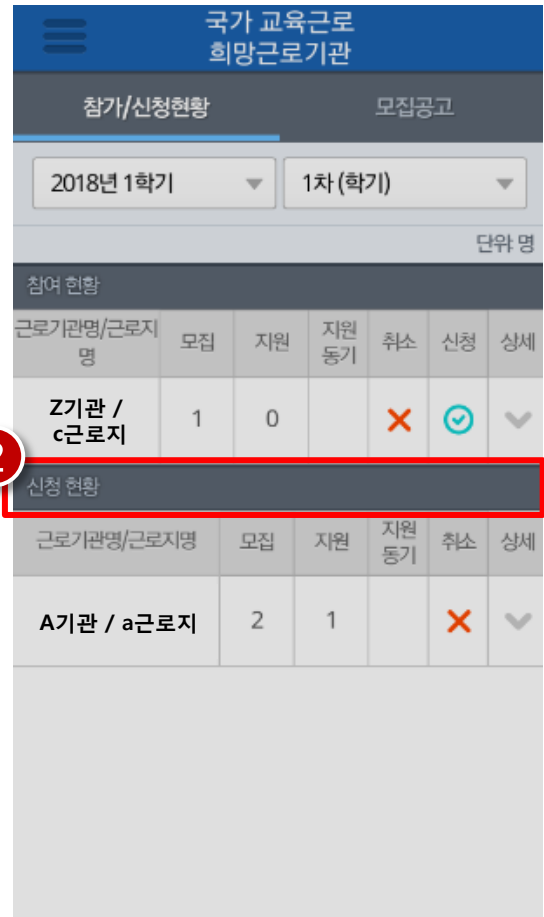 국가 교육근로
희망근로기관
참가/신청현황 모집공고
2018년 1학기 1차 (학기)
단위: 명
참여 현황
근로기관명/근로지명 모집 지원 지원동기 취소 신청 상세
Z기관 / c근로지 1 0
2
신청 현황
근로기관명/근로지명 모집 지원 지원동기 취소 상세
A기관 / a근로지 2 1